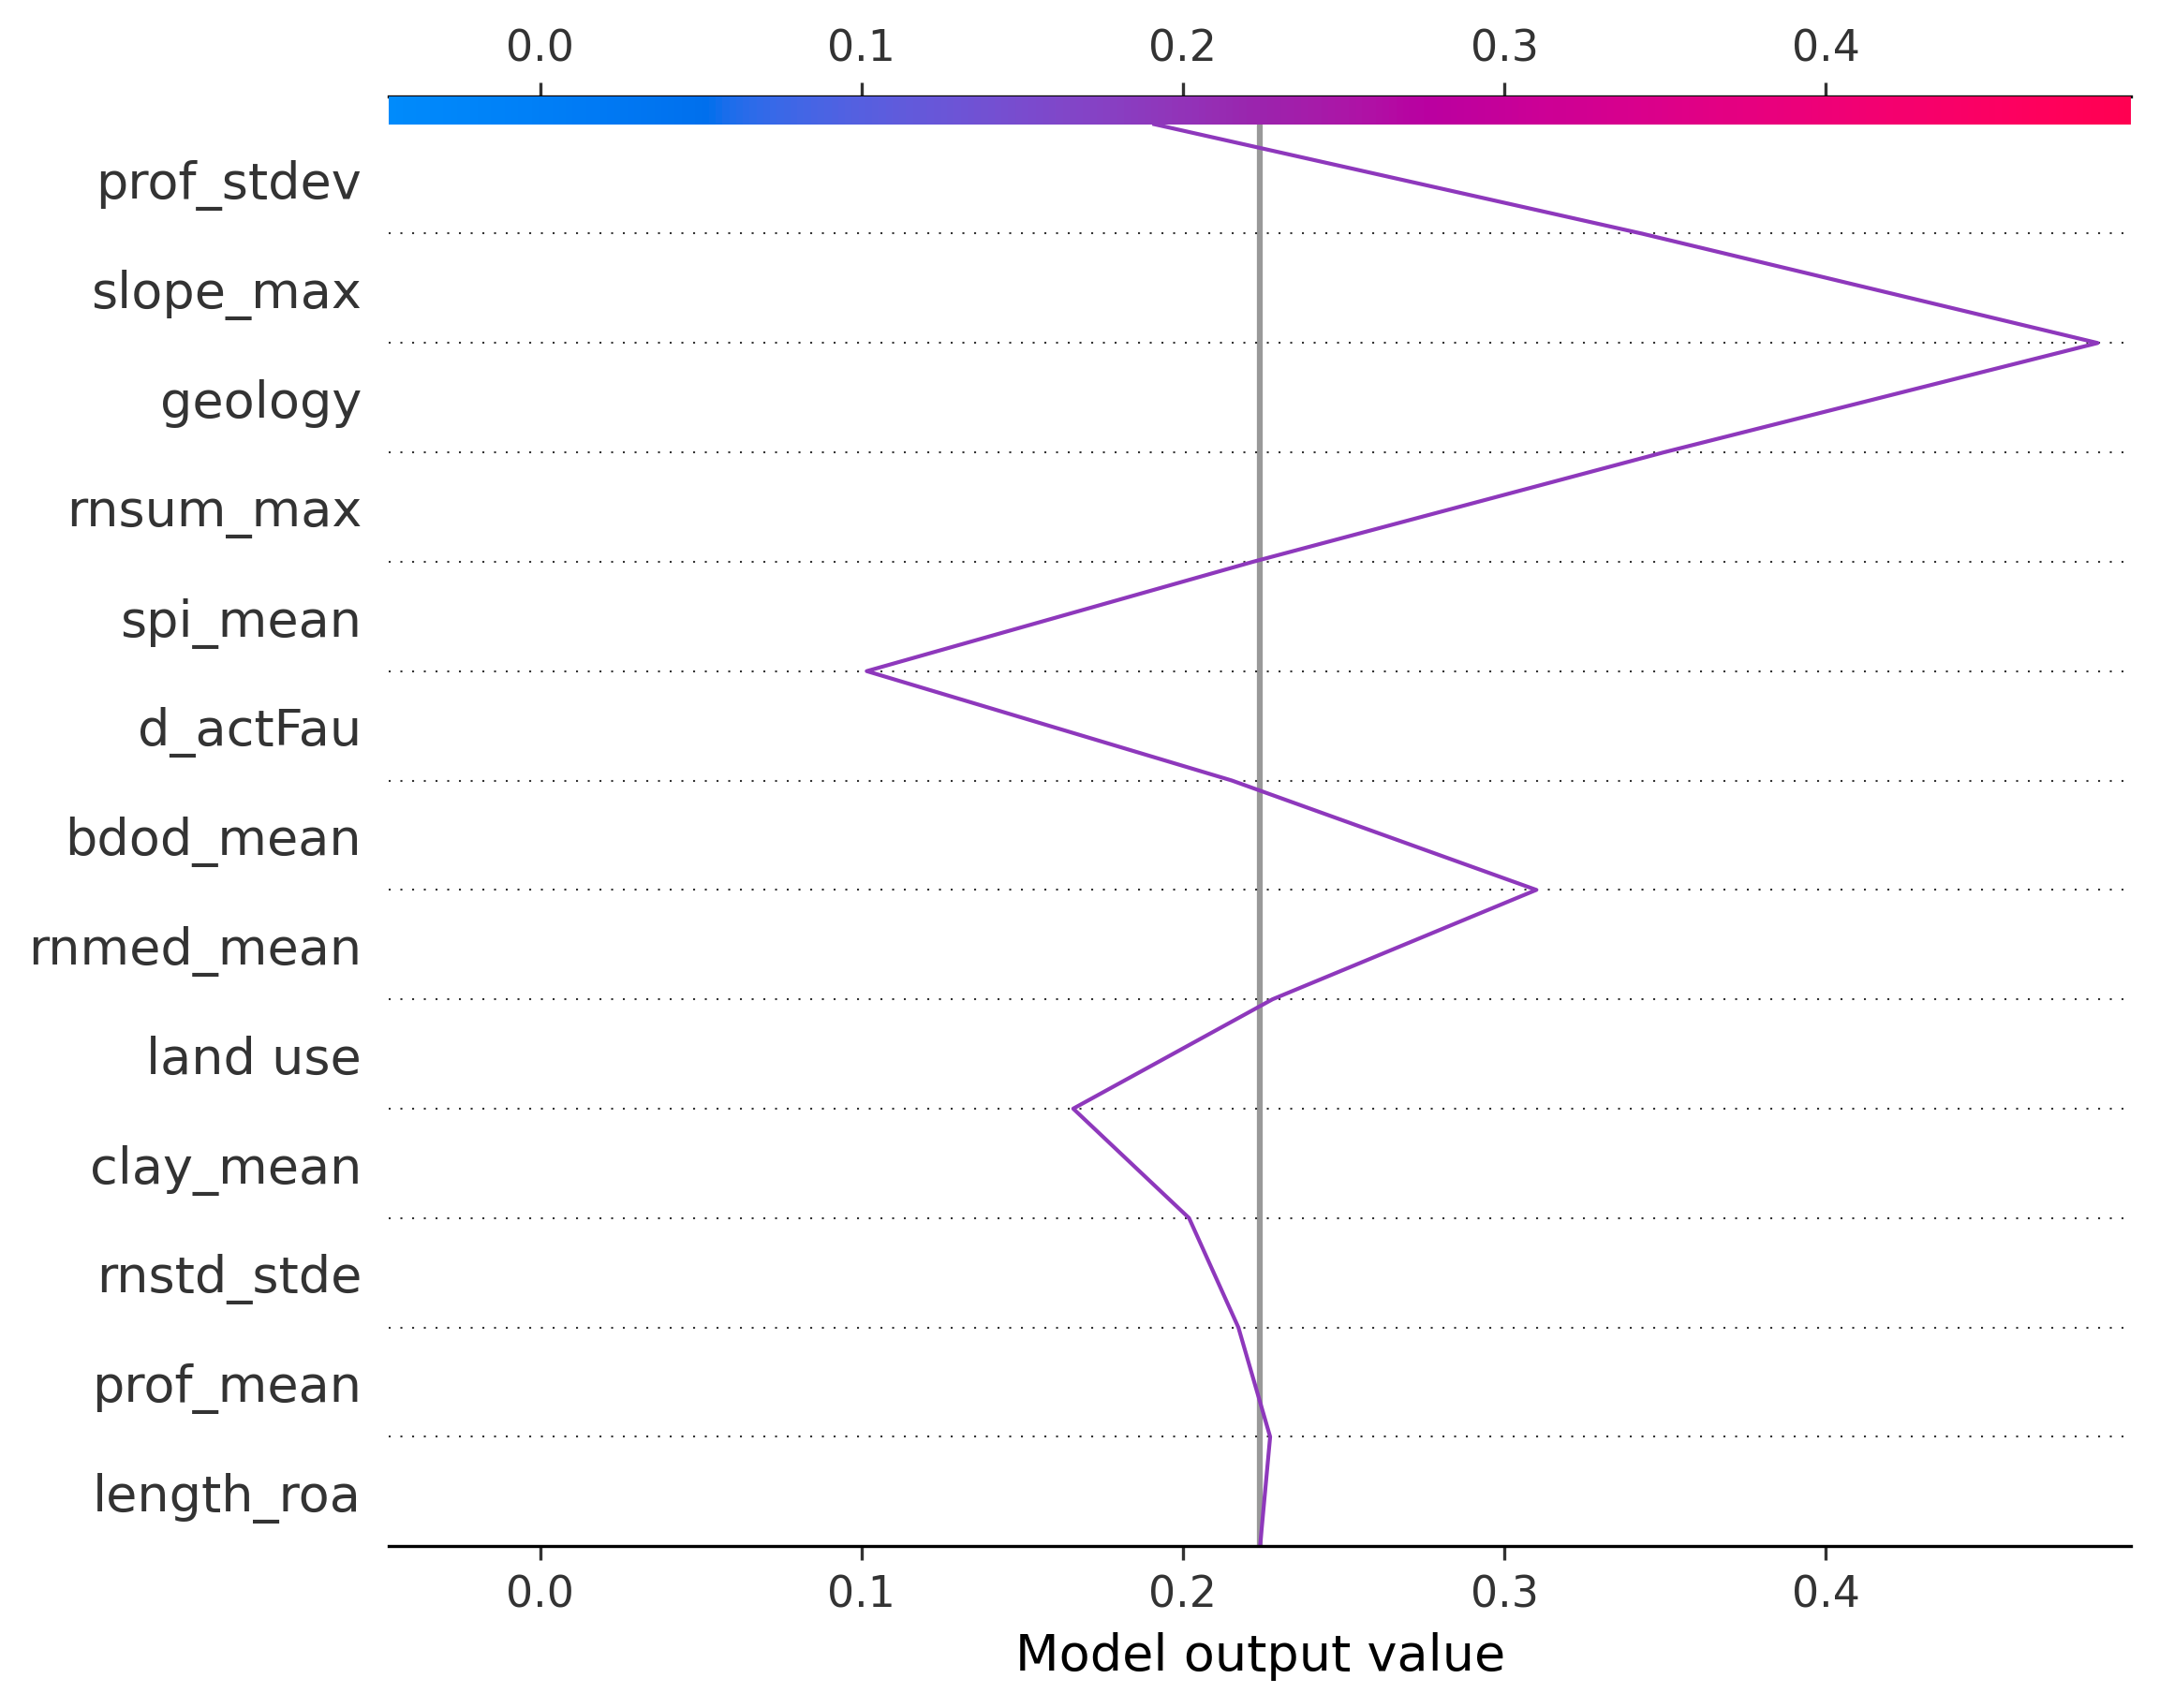 0.0 0.1 0.2 0.3 0.4
prof_stdev
slope_max
geology
rnsum_max
spi_mean
d_actFau
bdod_mean
rnmed_mean
land use
clay_mean
rnstd_stde
prof_mean
length_roa
0.0 0.1 0.2 0.3 0.4
Model output value